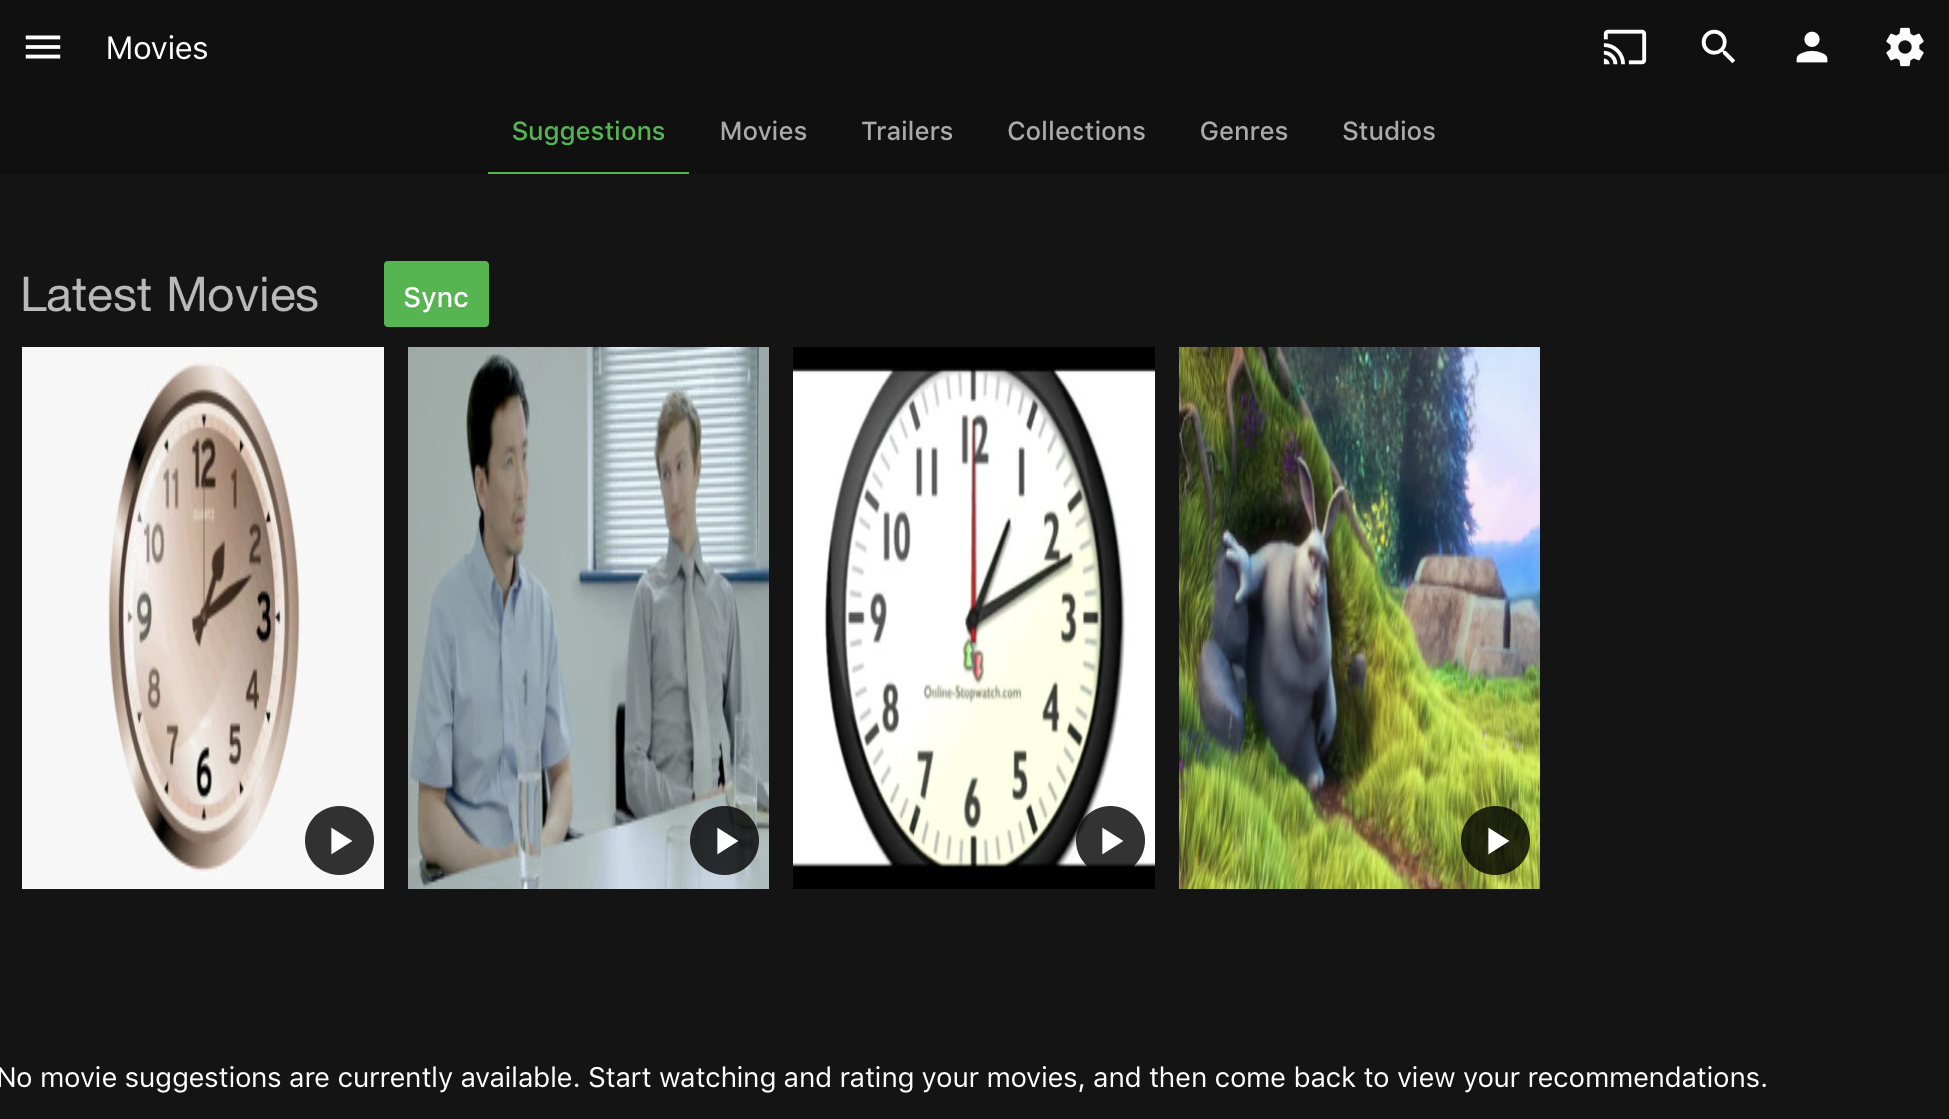 Movies
Suggestions Movies Trailers Collections Genres Studios
Latest Movies Sync
12
11 1
10 2
9 3
8 4
7 5
6
12
11 1
10 2
9 3
Online-Stopwatch.com
8 4
7 5
6
No movie suggestions are currently available. Start watching and rating your movies, and then come back to view your recommendations.